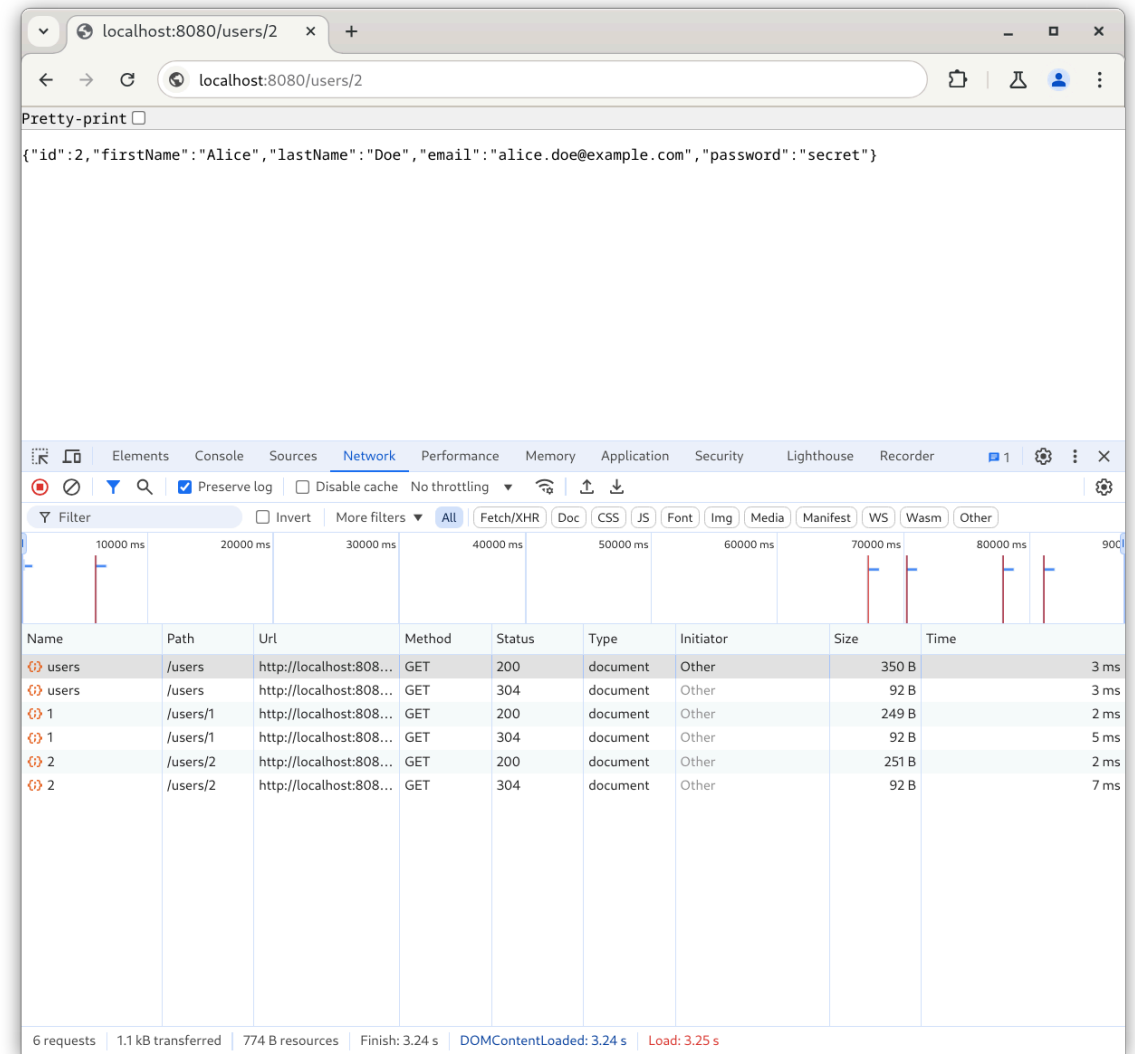 localhost:8080/users/2
localhost:8080/users/2
Pretty-print
{"id":2,"firstName":"Alice","lastName":"Doe","email":"alice.doe@example.com","password":"secret"}
Elements Console Sources Network Performance Memory Application Security Lighthouse Recorder 1
Preserve log Disable cache No throttling
Filter Invert More filters All Fetch/XHR Doc CSS JS Font Img Media Manifest WS Wasm Other
10000 ms 20000 ms 30000 ms 40000 ms 50000 ms 60000 ms 70000 ms 80000 ms 900
Name Path Url Method Status Type Initiator Size Time
users /users http://localhost:808... GET 200 document Other 350 B 3 ms
users /users http://localhost:808... GET 304 document Other 92 B 3 ms
1 /users/1 http://localhost:808... GET 200 document Other 249 B 2 ms
1 /users/1 http://localhost:808... GET 304 document Other 92 B 5 ms
2 /users/2 http://localhost:808... GET 200 document Other 251 B 2 ms
2 /users/2 http://localhost:808... GET 304 document Other 92 B 7 ms
6 requests 1.1 kB transferred 774 B resources Finish: 3.24 s DOMContentLoaded: 3.24 s Load: 3.25 s